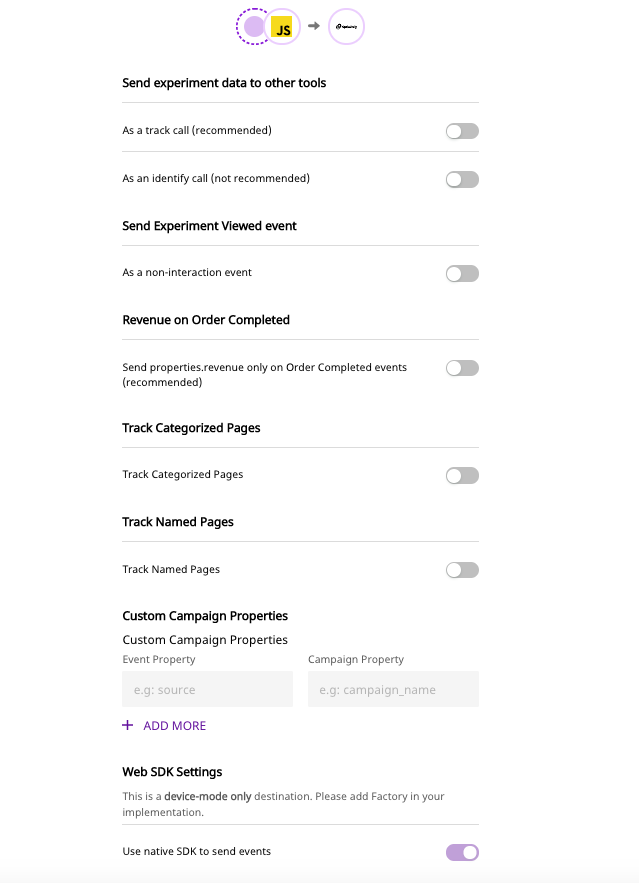 JS
Send experiment data to other tools
As a track call (recommended)
As an identify call (not recommended)
Send Experiment Viewed event
As a non-interaction event
Revenue on Order Completed
Send properties.revenue only on Order Completed events
(recommended)
Track Categorized Pages
Track Categorized Pages
Track Named Pages
Track Named Pages
Custom Campaign Properties
Custom Campaign Properties
Event Property Campaign Property
e.g: source e.g: campaign_name
+ ADD MORE
Web SDK Settings
This is a device-mode only destination. Please add Factory in your
implementation.
Use native SDK to send events